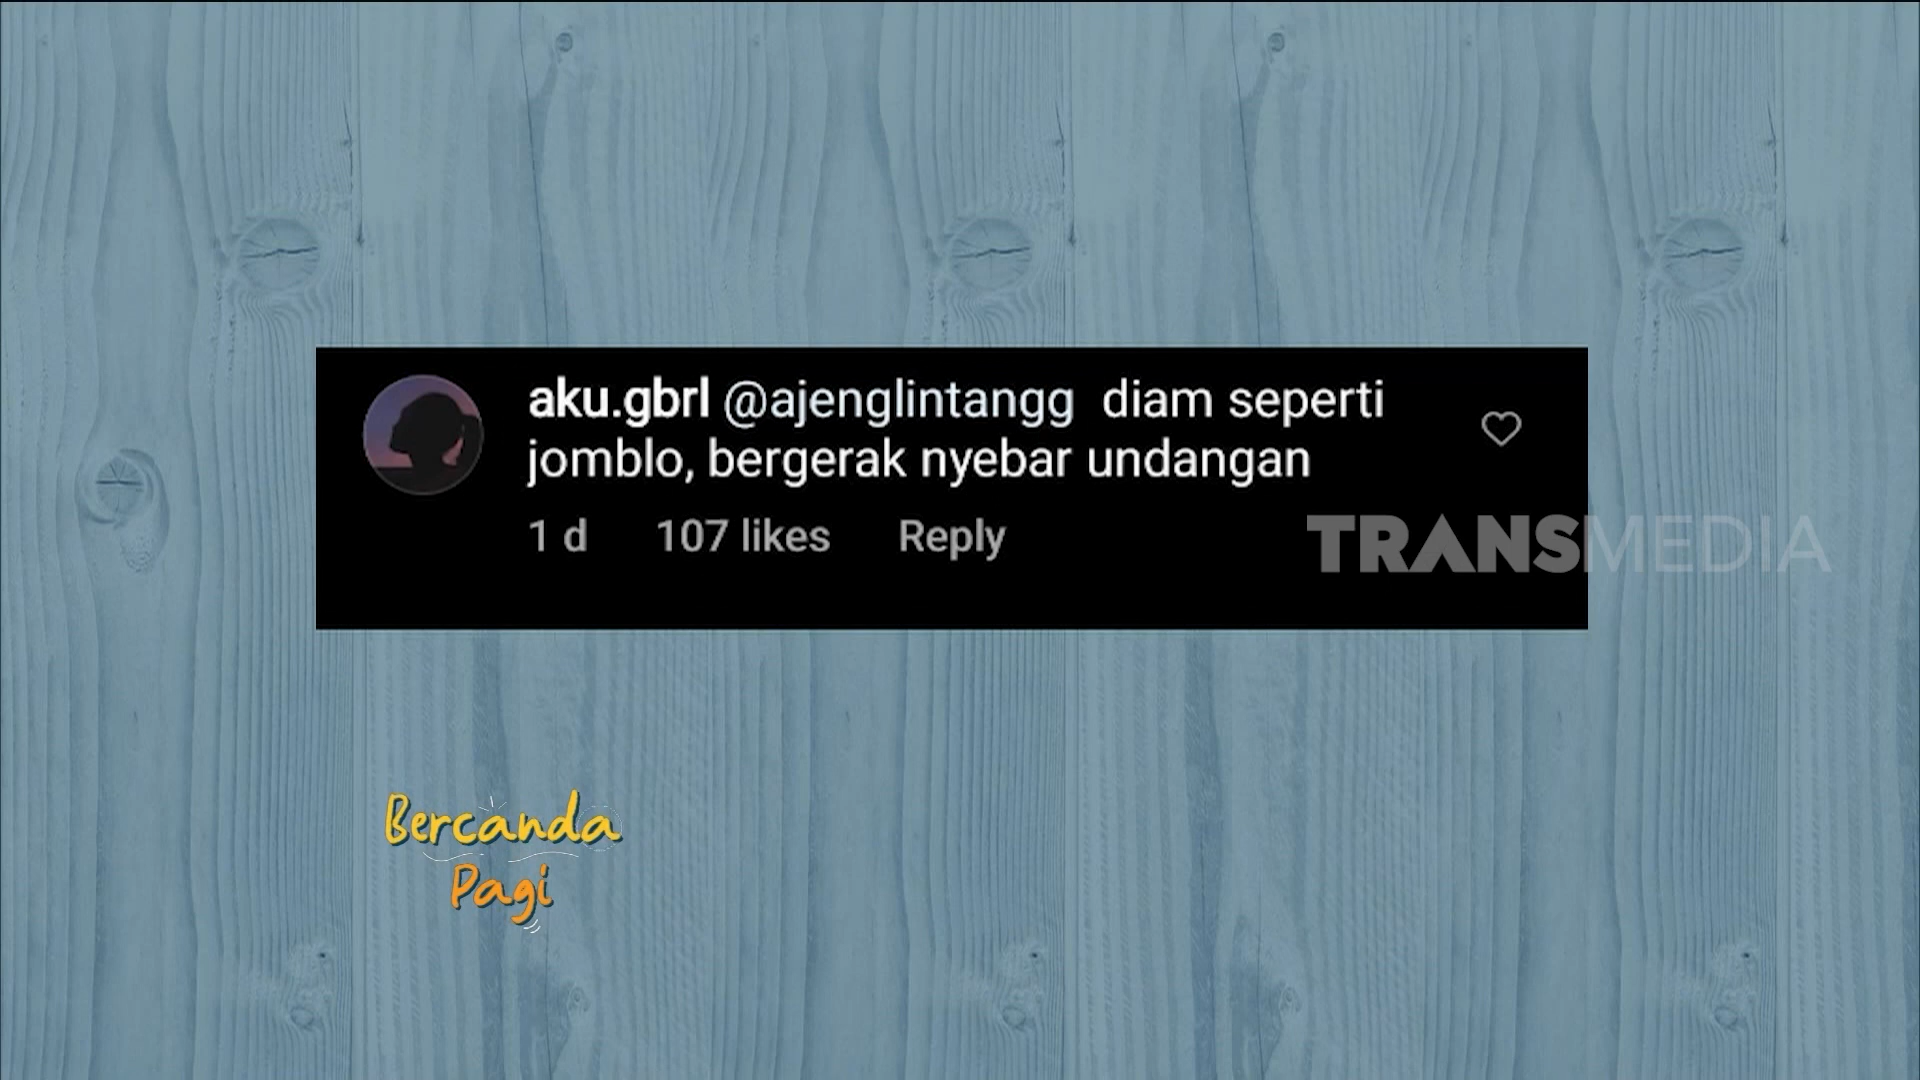 aku.gbrl @ajenglintangg diam seperti
jomblo, bergerak nyebar undangan
1 d 107 likes Reply
TRANSMEDIA
Bercanda
Pagi